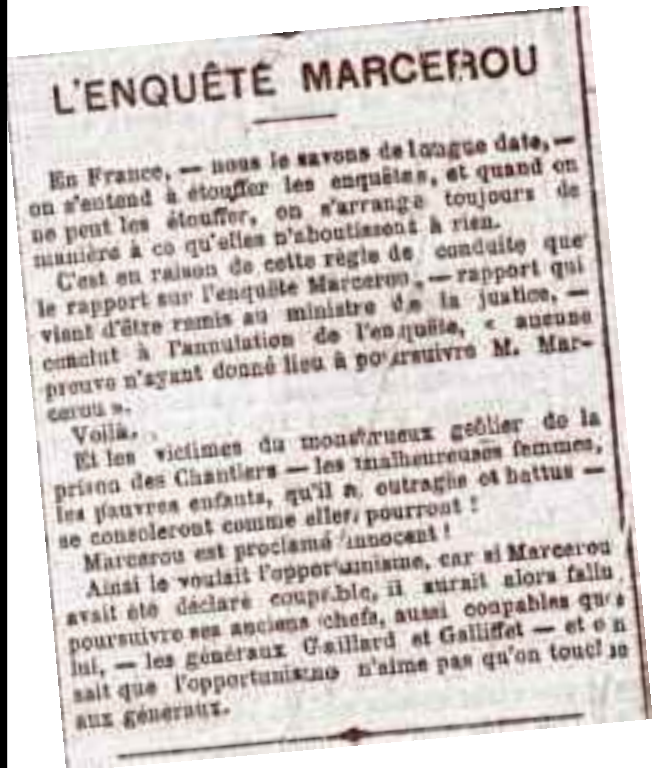 L'ENQUÊTE MARCEROU
En France, — nous le savons de longue date, —
on s'entend à étouffer les enquêtes, et quand on
ne peut les étouffer, on s'arrange toujours de
manière à ce qu'elles n'aboutissent à rien.
C'est en raison de cette règle de conduite que
le rapport sur l'enquête Marcerou, — rapport qui
vient d'être remis au ministre de la justice, —
conclut à l'annulation de l'enquête, « aucune
preuve n'ayant donné lieu à poursuivre M. Mar-
cerou ».
Voilà.
Et les victimes du monstrueux geôlier de la
prison des Chantiers — les malheureuses femmes,
les pauvres enfants, qu'il a outragés et battus —
se consoleront comme elles pourront !
Marcerou est proclamé innocent !
Ainsi le voulait l'opportunisme, car si Marcerou
avait été déclaré coupable, il aurait alors fallu
poursuivre ses anciens chefs, aussi coupables que
lui, — les généraux Gaillard et Galliffet — et on
sait que l'opportunisme n'aime pas qu'on touche
aux généraux.